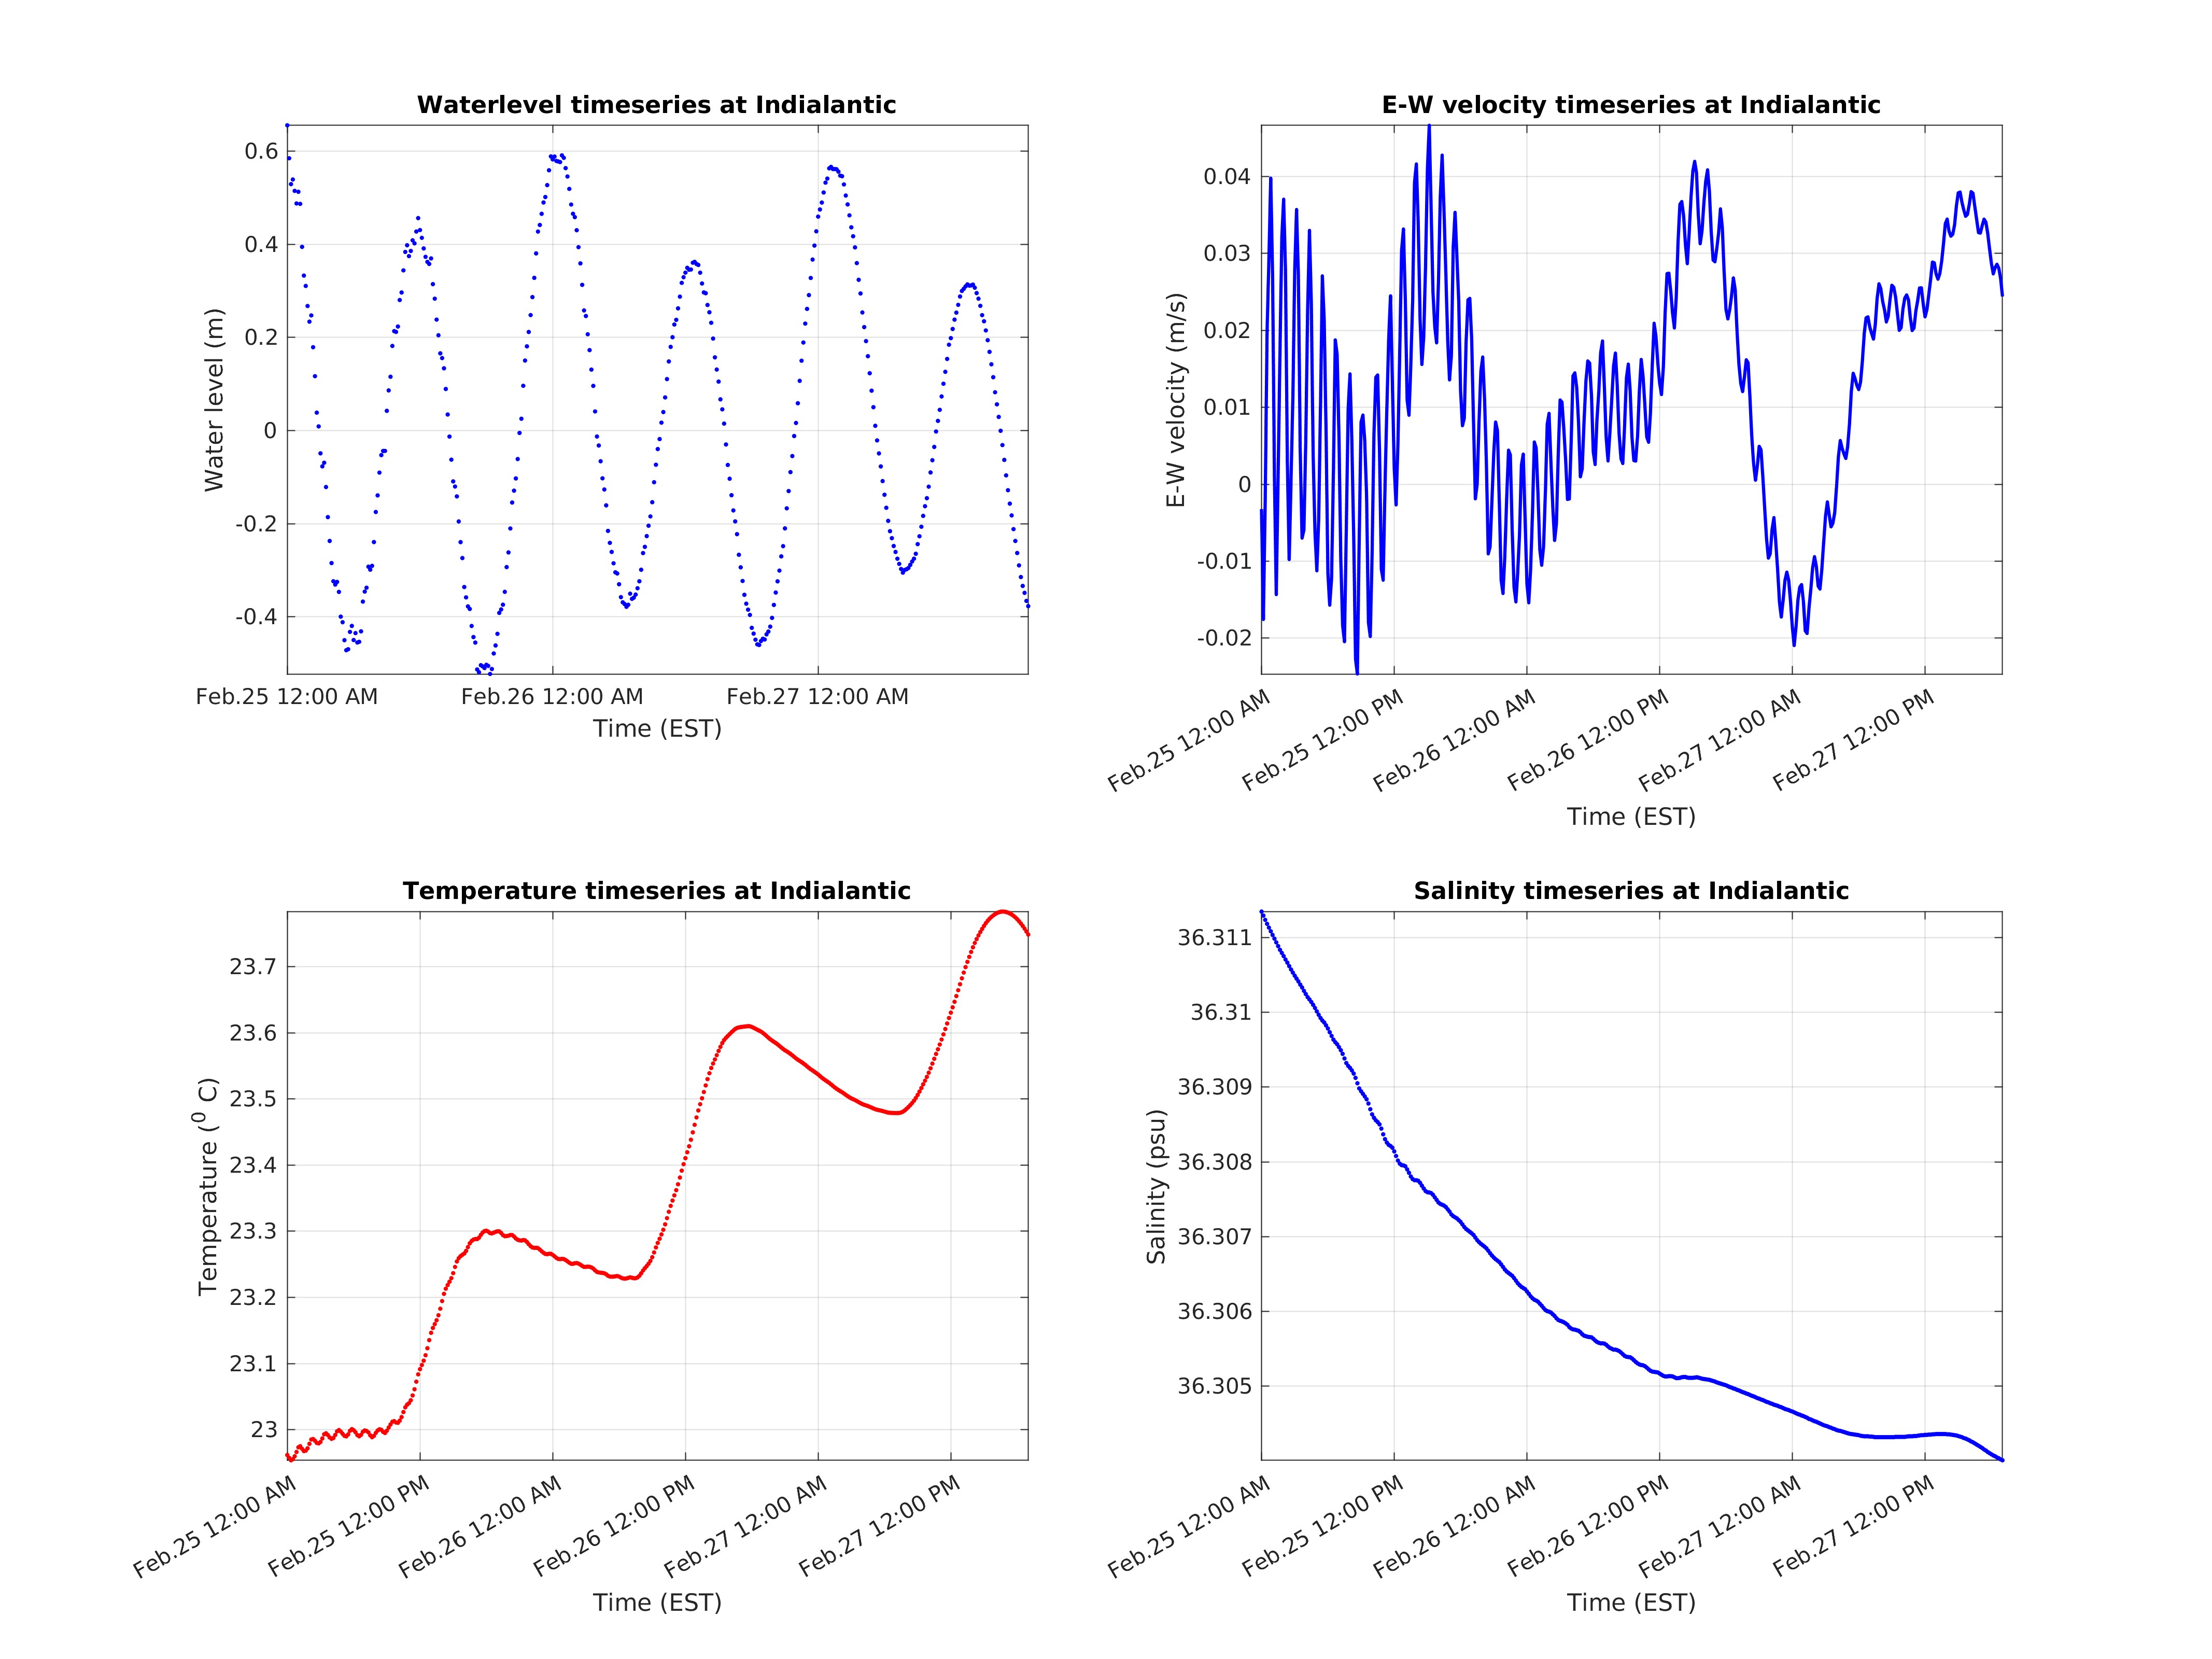 Waterlevel timeseries at Indialantic
0.6
0.4
0.2
0
-0.2
-0.4
Water level (m)
Feb.25 12:00 AM
Feb.26 12:00 AM
Feb.27 12:00 AM
Time (EST)
E-W velocity timeseries at Indialantic
0.04
0.03
0.02
0.01
0
-0.01
-0.02
E-W velocity (m/s)
Feb.25 12:00 AM
Feb.25 12:00 PM
Feb.26 12:00 AM
Feb.26 12:00 PM
Feb.27 12:00 AM
Feb.27 12:00 PM
Time (EST)
Temperature timeseries at Indialantic
23.7
23.6
23.5
23.4
23.3
23.2
23.1
23
Temperature (⁰ C)
Feb.25 12:00 AM
Feb.25 12:00 PM
Feb.26 12:00 AM
Feb.26 12:00 PM
Feb.27 12:00 AM
Feb.27 12:00 PM
Time (EST)
Salinity timeseries at Indialantic
36.311
36.31
36.309
36.308
36.307
36.306
36.305
Salinity (psu)
Feb.25 12:00 AM
Feb.25 12:00 PM
Feb.26 12:00 AM
Feb.26 12:00 PM
Feb.27 12:00 AM
Feb.27 12:00 PM
Time (EST)